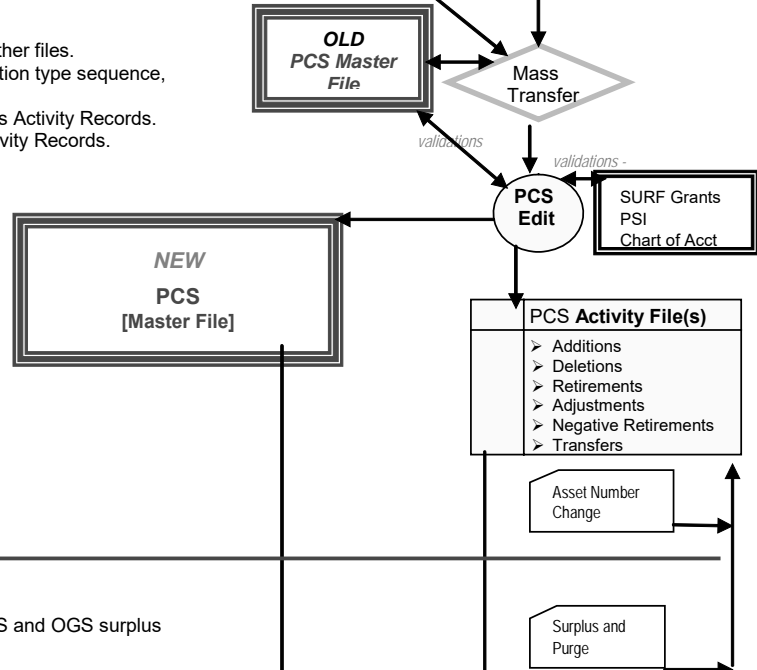 ther files.
tion type sequence,
s Activity Records.
vity Records.
OLD
PCS Master
File
Mass
Transfer
validations
validations -
PCS
Edit
SURF Grants
PSI
Chart of Acct
NEW
PCS
[Master File]
PCS Activity File(s)
➢ Additions
➢ Deletions
➢ Retirements
➢ Adjustments
➢ Negative Retirements
➢ Transfers
Asset Number
Change
S and OGS surplus
Surplus and
Purge